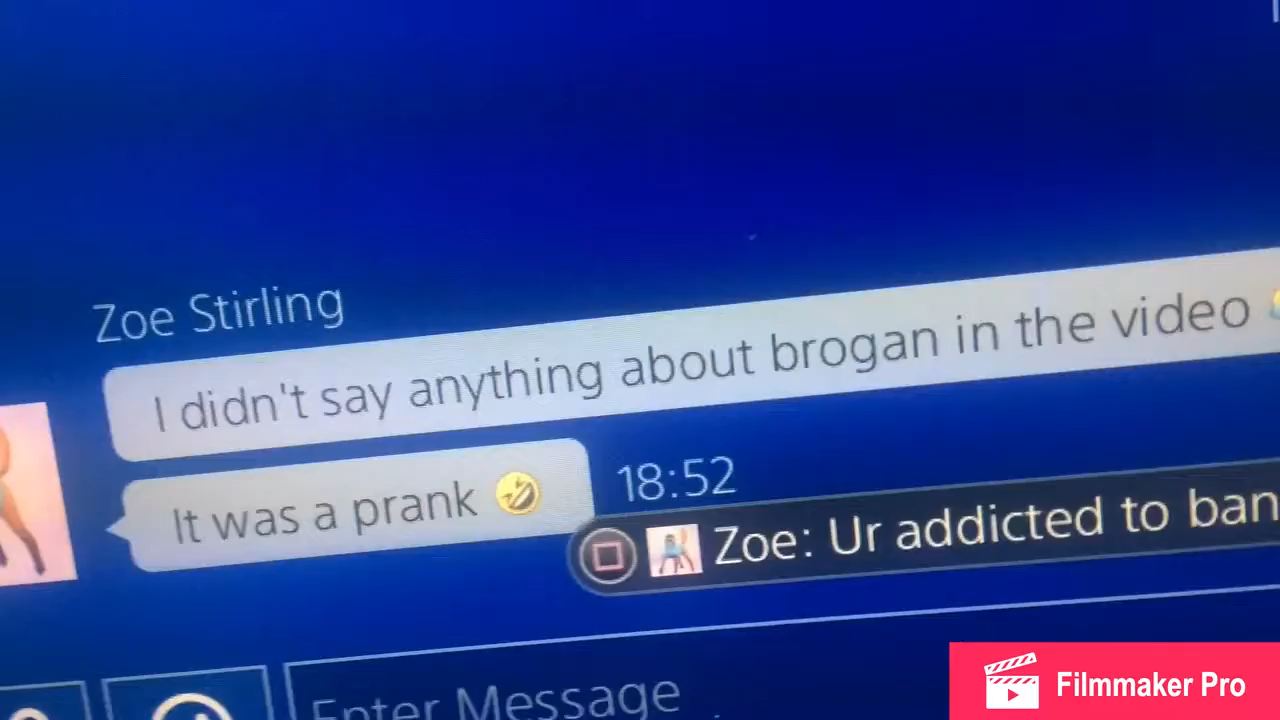 Zoe Stirling
I didn't say anything about brogan in the video
It was a prank 🤣
18:52
Zoe: Ur addicted to ban
Enter Message
Filmmaker Pro